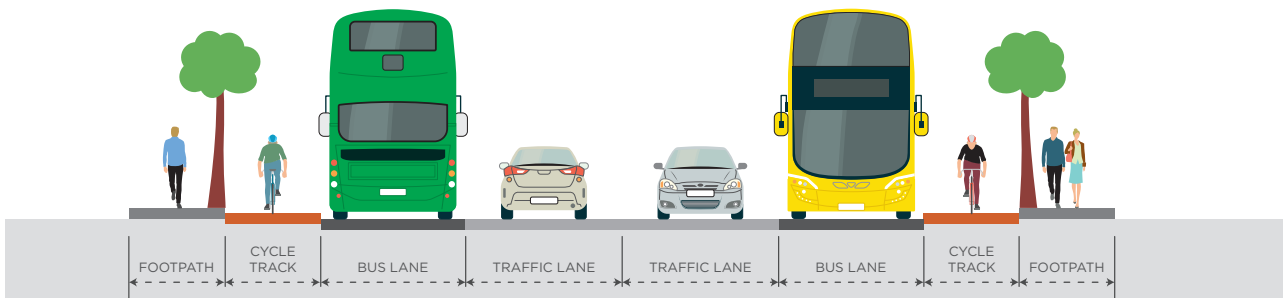 FOOTPATH
CYCLE
TRACK
BUS LANE
TRAFFIC LANE
TRAFFIC LANE
BUS LANE
CYCLE
TRACK
FOOTPATH